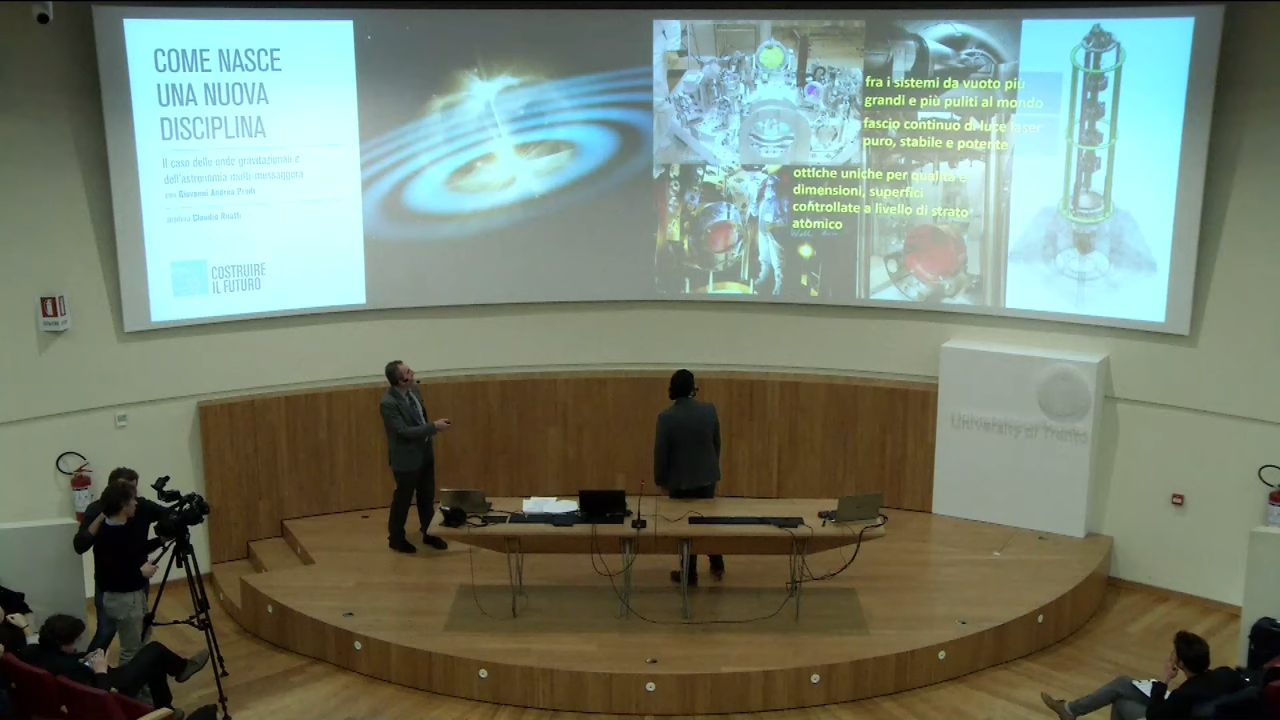 COME NASCE
UNA NUOVA
DISCIPLINA
Il caso delle onde gravitazionali e
dell'astronomia multi-messaggera
con Giovanni Andrea Prodi
modera Claudio
COSTRUIRE
IL FUTURO
fra i sistemi da vuoto più
grandi e più puliti al mondo
fascio continuo di luce laser
puro, stabile e potente
ottiche uniche per qualità e
dimensioni, superfici
controllate a livello di strato
atomico
University of Trento